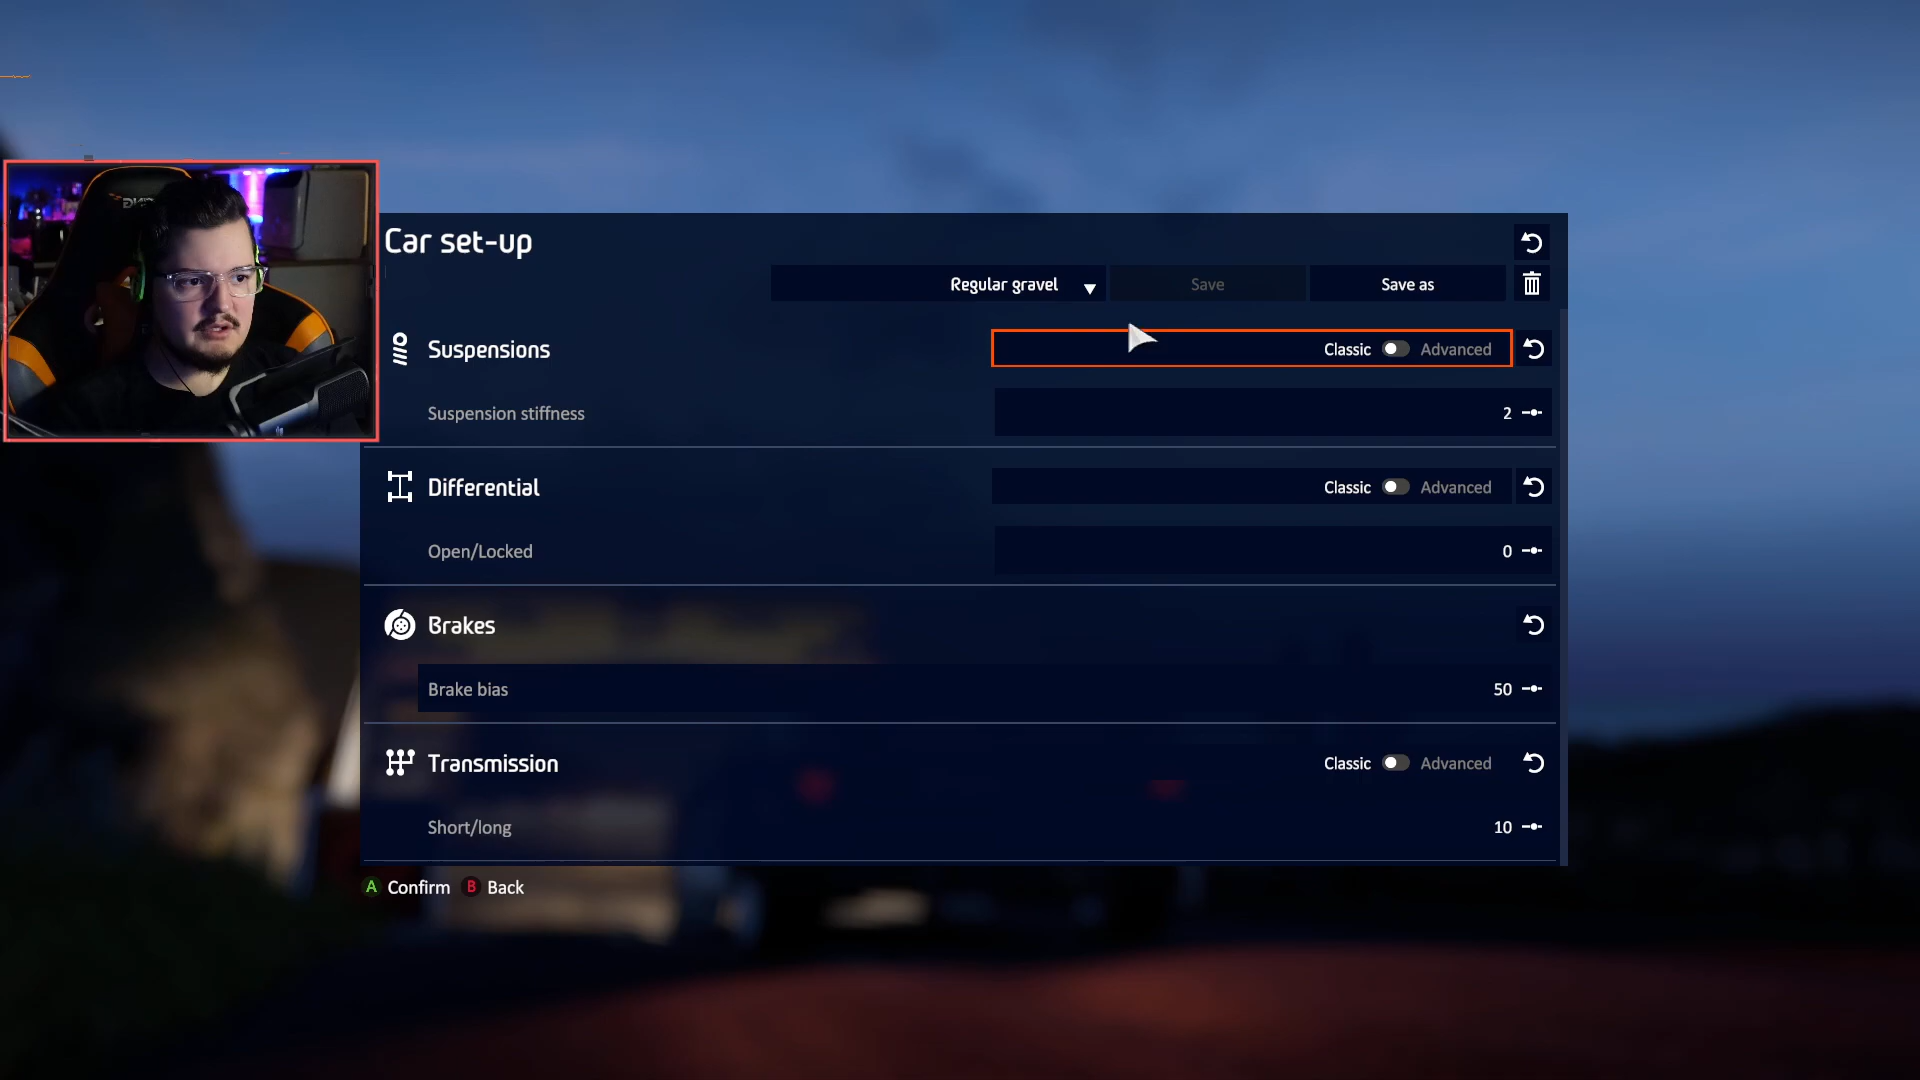 Car set-up
Regular gravel
Save
Save as
Suspensions
Classic
Advanced
Suspension stiffness
2
Differential
Classic
Advanced
Open/Locked
0
Brakes
Brake bias
50
Transmission
Classic
Advanced
Short/long
10
A Confirm B Back